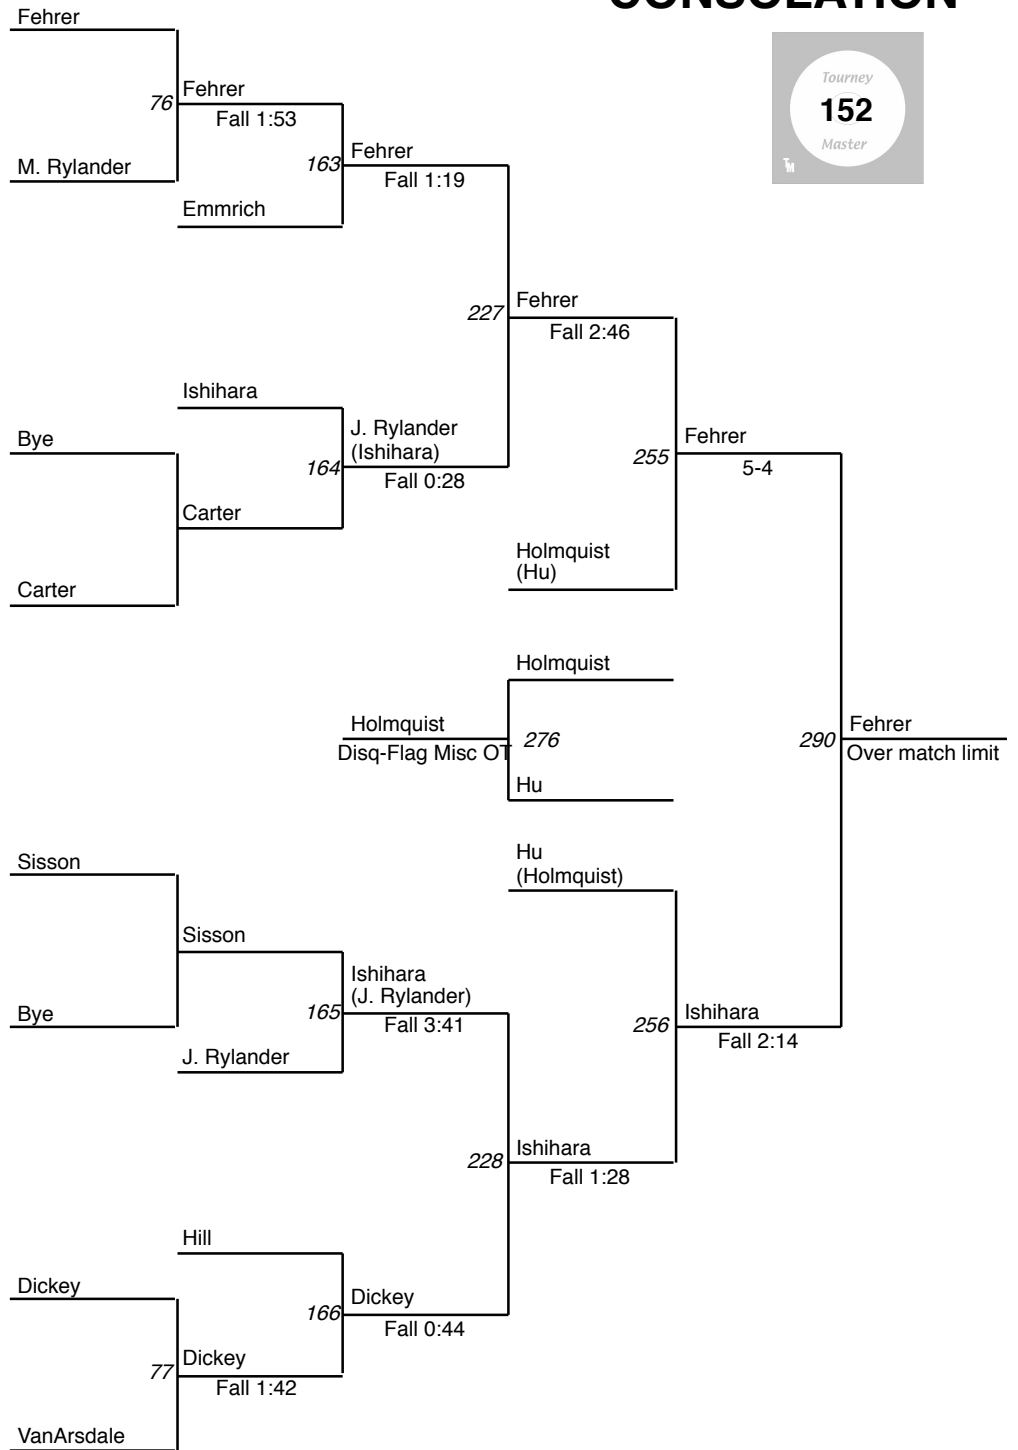 CONSOLATION
Fehrer
Tourney
152
Master
TM
76
Fehrer
Fall 1:53
M. Rylander
163
Fehrer
Fall 1:19
Emmrich
227
Fehrer
Fall 2:46
Ishihara
J. Rylander
(Ishihara)
Fall 0:28
Bye
164
Carter
Carter
255
Fehrer
5-4
Holmquist
(Hu)
Holmquist
Holmquist
Disq-Flag Misc OT
276
Hu
290
Fehrer
Over match limit
Hu
(Holmquist)
Sisson
Sisson
Bye
165
Ishihara
(J. Rylander)
Fall 3:41
J. Rylander
256
Ishihara
Fall 2:14
228
Ishihara
Fall 1:28
Hill
Dickey
166
Dickey
Fall 0:44
77
Dickey
Fall 1:42
VanArsdale